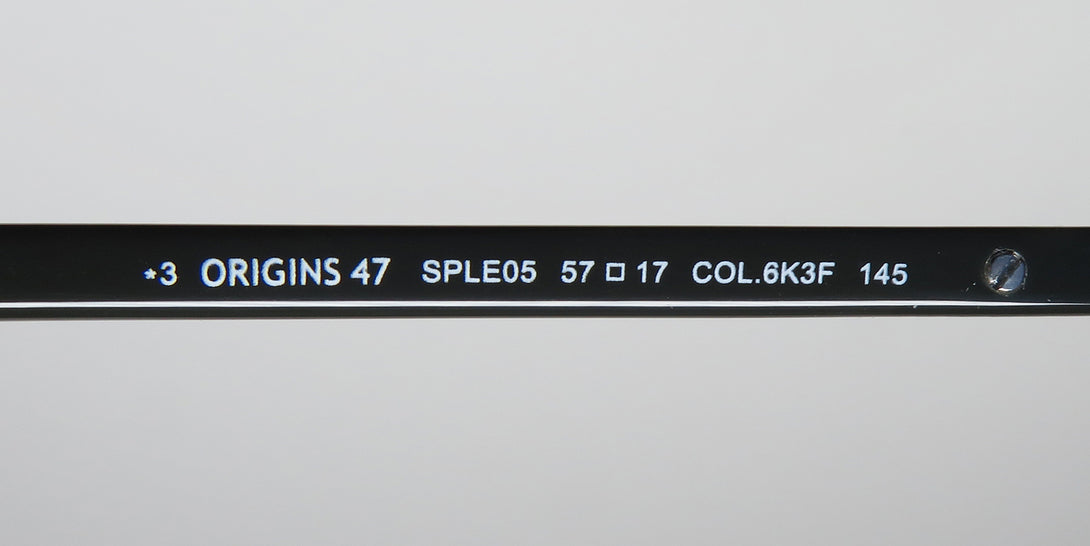 *3 ORIGINS 47 SPLE05 57 □ 17 COL.6K3F 145